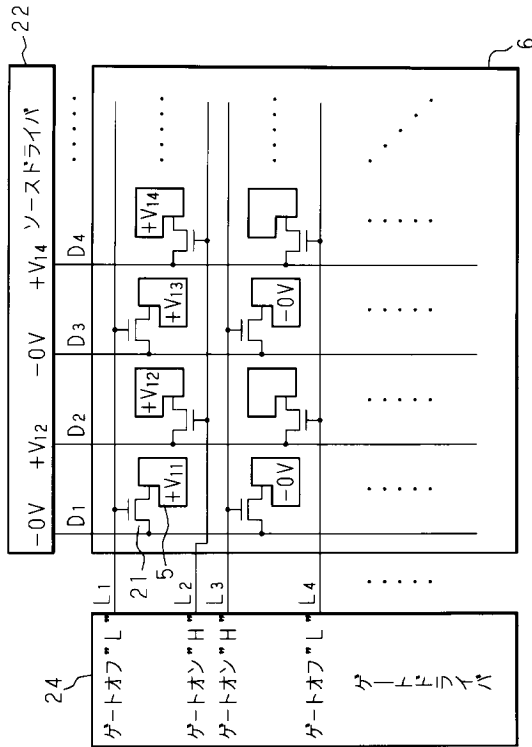 22
-0V +V12 -0V +V14 ソースドライバ
D1 D2 D3 D4
24
ゲートオフ"L" L1
21
+V11 +V12 +V13 +V14
5
ゲートオン"H" L2
ゲートオン"H" L3
-0V -0V
ゲートオフ"L" L4
ゲートドライバ
6